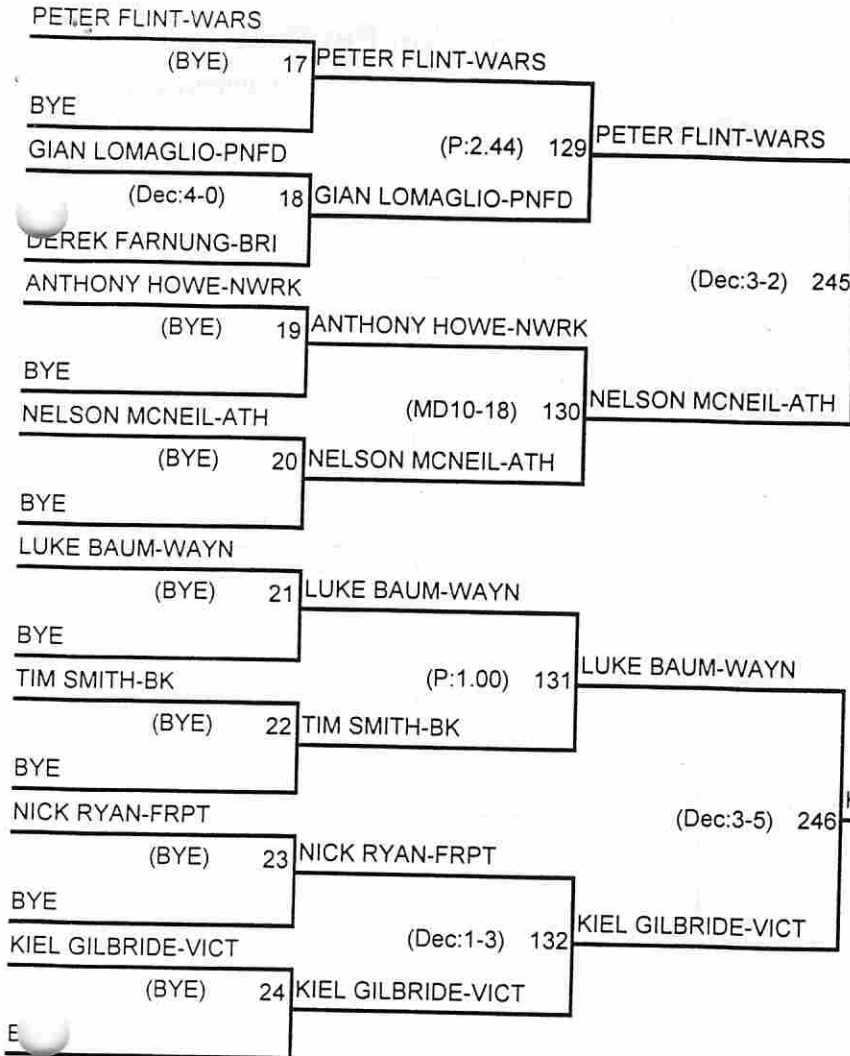 PETER FLINT-WARS
(BYE) 17 PETER FLINT-WARS
BYE
GIAN LOMAGLIO-PNFD (P:2.44) 129 PETER FLINT-WARS
(Dec:4-0) 18 GIAN LOMAGLIO-PNFD
DEREK FARNUNG-BRI
ANTHONY HOWE-NWRK (Dec:3-2) 245
(BYE) 19 ANTHONY HOWE-NWRK
BYE
NELSON MCNEIL-ATH (MD10-18) 130 NELSON MCNEIL-ATH
(BYE) 20 NELSON MCNEIL-ATH
BYE
LUKE BAUM-WAYN
(BYE) 21 LUKE BAUM-WAYN
BYE
TIM SMITH-BK (P:1.00) 131 LUKE BAUM-WAYN
(BYE) 22 TIM SMITH-BK
BYE
NICK RYAN-FRPT (Dec:3-5) 246
(BYE) 23 NICK RYAN-FRPT
BYE
KIEL GILBRIDE-VICT (Dec:1-3) 132 KIEL GILBRIDE-VICT
(BYE) 24 KIEL GILBRIDE-VICT